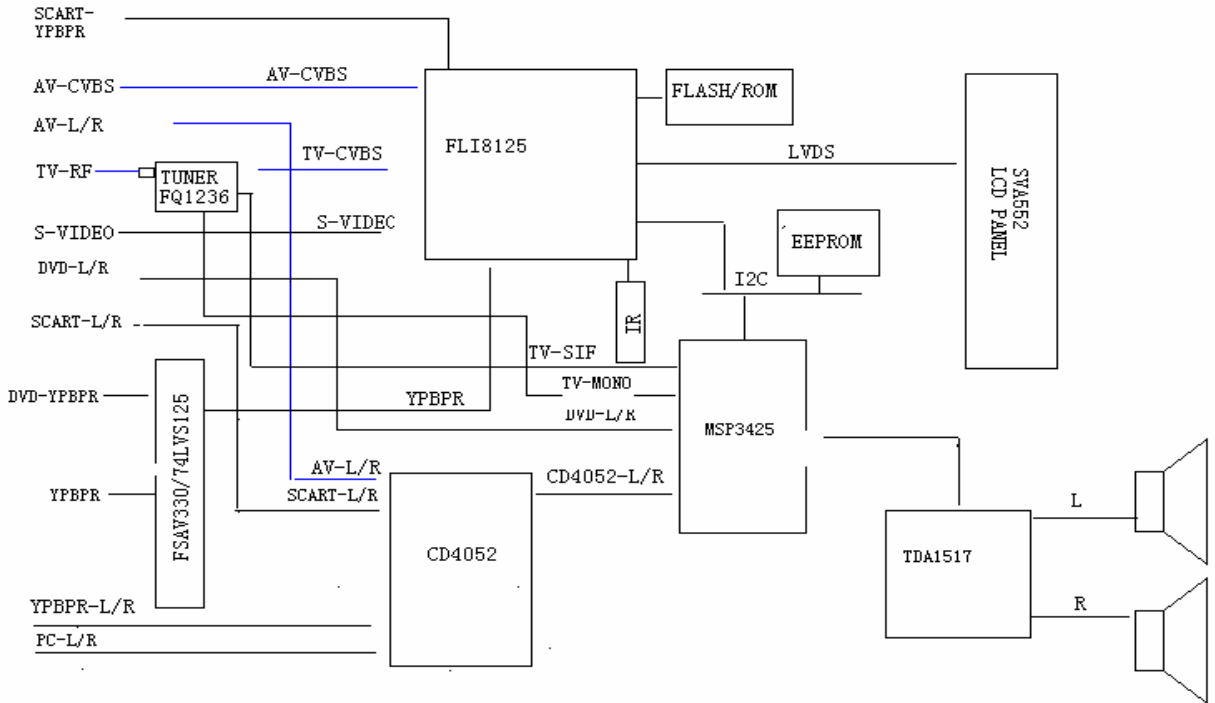 SCART-
YPBPR
AV-CVBS
AV-CVBS
AV-L/R
TV-RF
TUNER
FQ1236
TV-CVBS
S-VIDEO
S-VIDEC
DVD-L/R
SCART-L/R
DVD-YPBPR
YPBPR
FSAV330/74LVS125
YPBPR-L/R
PC-L/R
FLI8125
FLASH/ROM
LVDS
SVA552
LCD PANEL
EEPROM
I2C
IR
TV-SIF
TV-MONO
YPBPR
DVD-L/R
MSP3425
AV-L/R
SCART-L/R
CD4052-L/R
CD4052
TDA1517
L
R